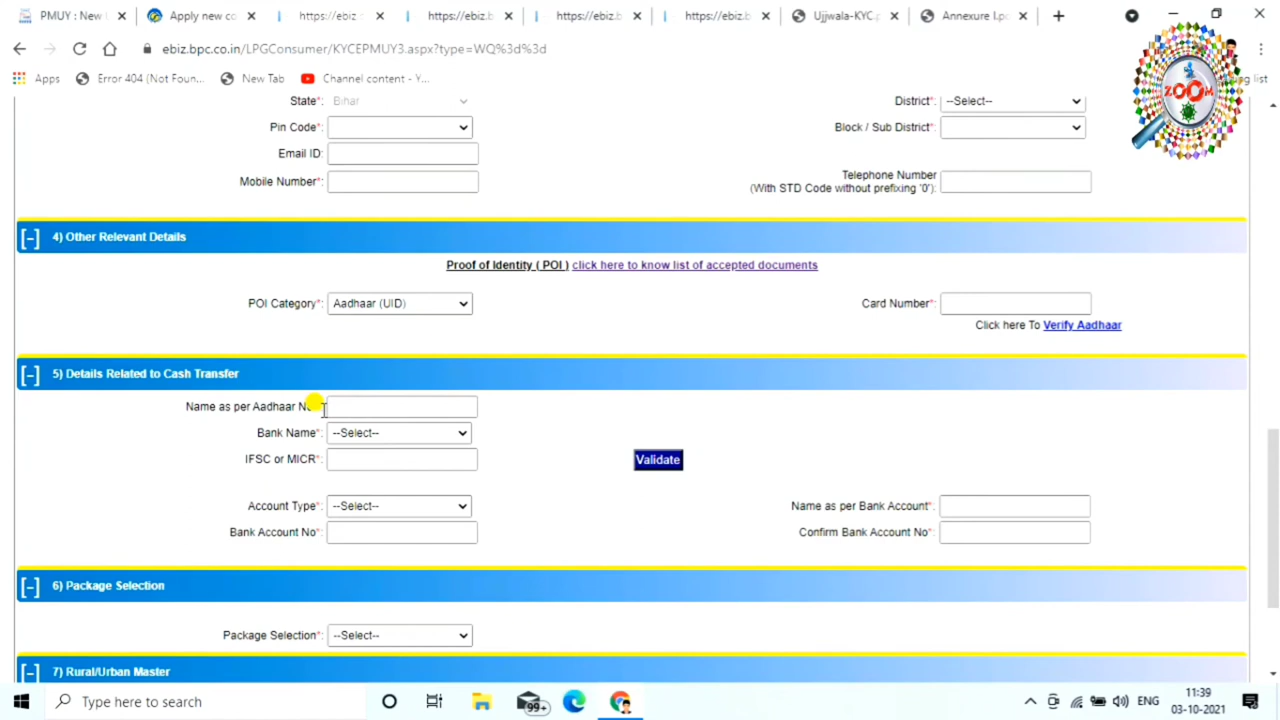 PMUY : New U
Apply new co
https://ebiz.
https://ebiz.b
https://ebiz.b
https://ebiz.b
Ujjwala-KYC.p
Annexure I.pd
ebiz.bpc.co.in/LPGConsumer/KYCEPMUY3.aspx?type=WQ%3d%3d
Apps Error 404 (Not Foun... New Tab Channel content - Y... list
ZOOM
State*: Bihar District*: --Select--
Pin Code*: Block / Sub District*:
Email ID:
Mobile Number*: Telephone Number
(With STD Code without prefixing '0'):
[-] 4) Other Relevant Details
Proof of Identity ( POI ) click here to know list of accepted documents
POI Category*: Aadhaar (UID) Card Number*:
Click here To Verify Aadhaar
[-] 5) Details Related to Cash Transfer
Name as per Aadhaar
Bank Name*: --Select--
IFSC or MICR*: Validate
Account Type*: --Select-- Name as per Bank Account*:
Bank Account No*: Confirm Bank Account No*:
[-] 6) Package Selection
Package Selection*: --Select--
[-] 7) Rural/Urban Master
Type here to search 99+ ENG 11:39
03-10-2021